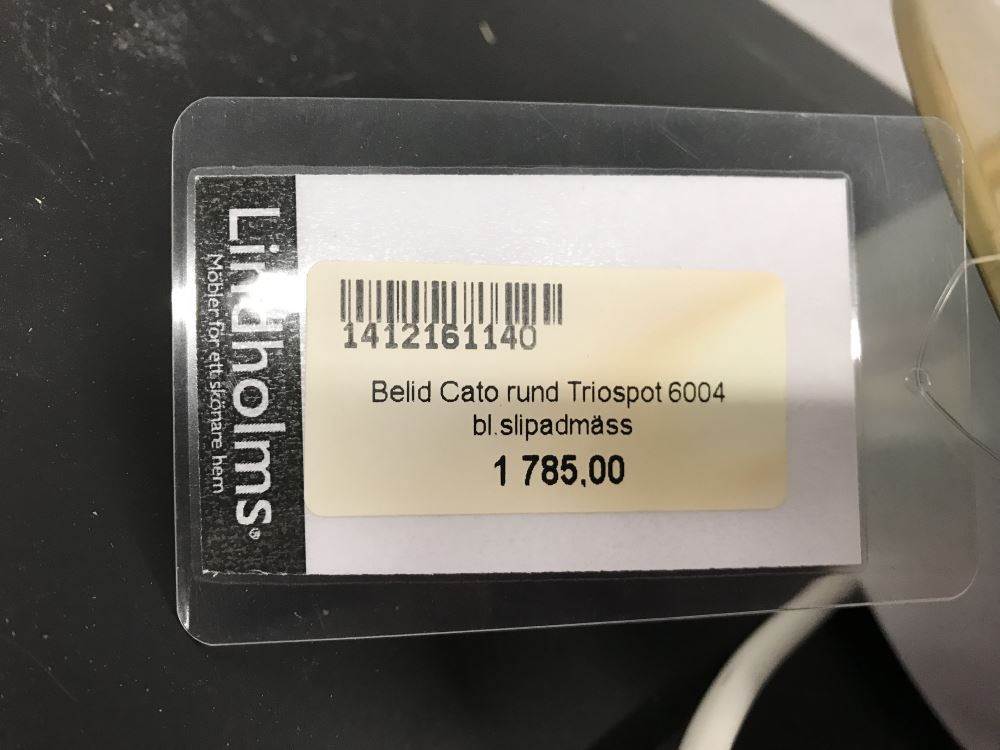 Lindholms®
Möbler för ett skönare hem
1412161140
Belid Cato rund Triospot 6004
bl.slipadmäss
1 785,00